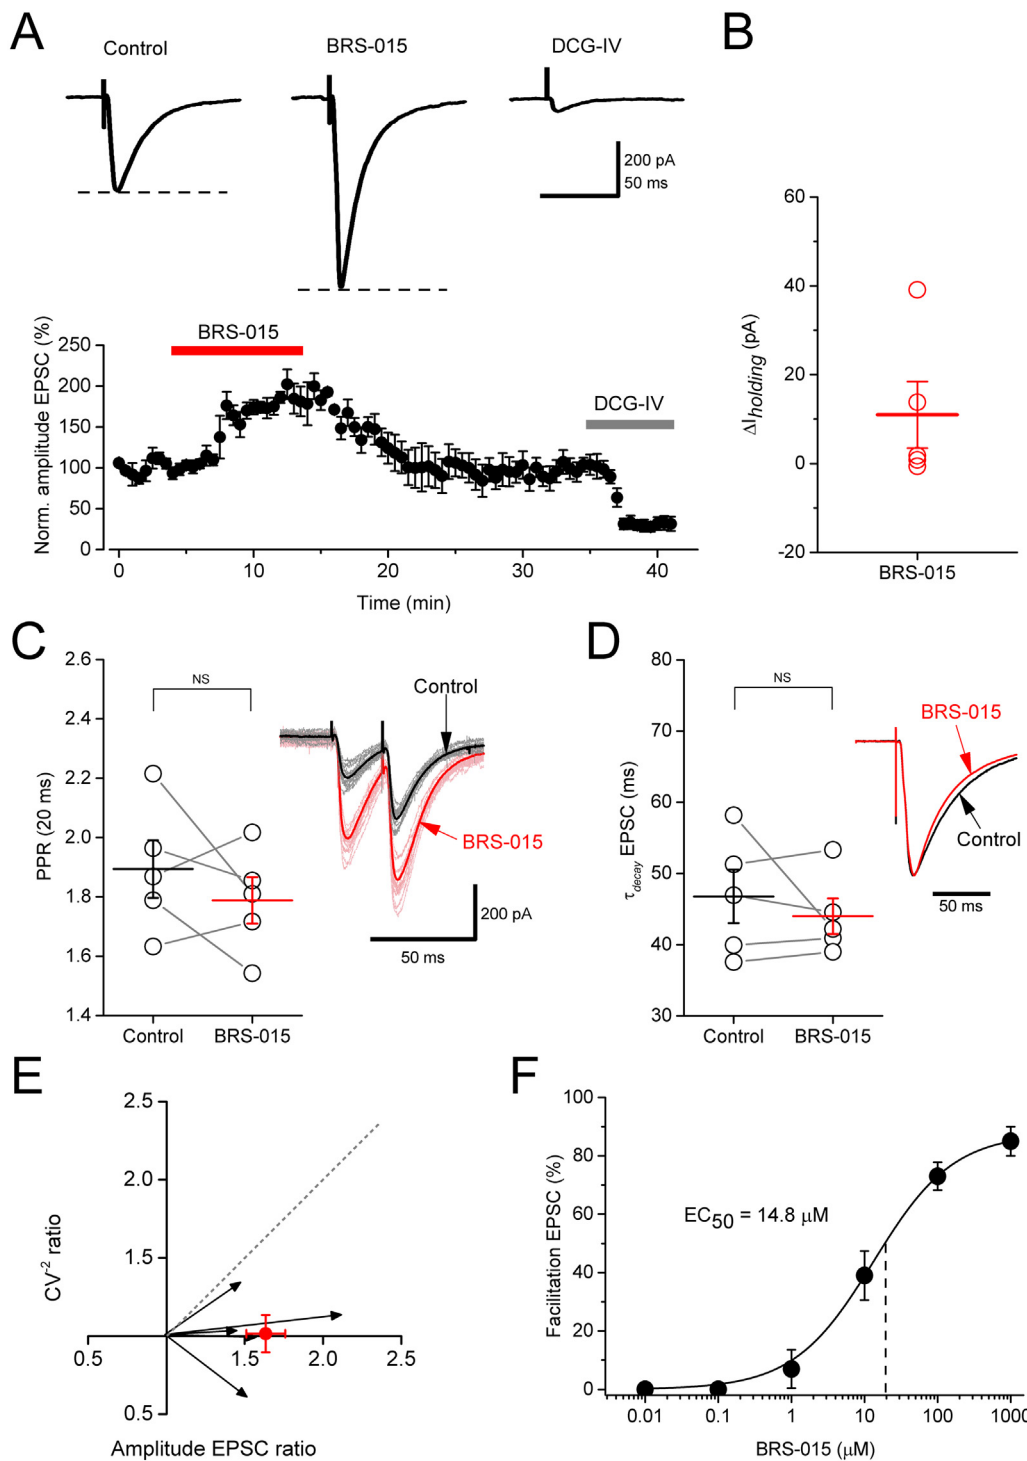 A
Control
BRS-015
DCG-IV
200 pA
50 ms
Norm. amplitude EPSC (%)
250
200
150
100
50
0
BRS-015
DCG-IV
0
10
20
30
40
Time (min)
B
ΔIholding (pA)
60
40
20
0
-20
BRS-015
C
PPR (20 ms)
2.6
2.4
2.2
2.0
1.8
1.6
1.4
NS
Control
BRS-015
Control
BRS-015
200 pA
50 ms
D
τdecay EPSC (ms)
80
70
60
50
40
30
NS
Control
BRS-015
BRS-015
Control
50 ms
E
CV-2 ratio
2.5
2.0
1.5
0.5
0.5
1.5
2.0
2.5
Amplitude EPSC ratio
F
Facilitation EPSC (%)
100
80
60
40
20
0
EC50 = 14.8 μM
0.01
0.1
1
10
100
1000
BRS-015 (μM)